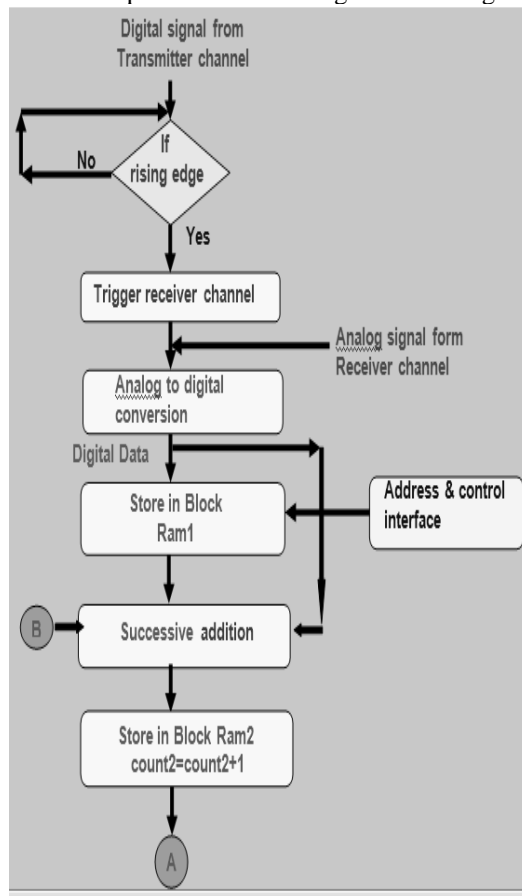 Digital signal from
Transmitter channel
If
rising edge
No
Yes
Trigger receiver channel
Analog signal form
Receiver channel
Analog to digital
conversion
Digital Data
Store in Block
Ram1
Address & control
interface
B
Successive addition
Store in Block Ram2
count2=count2+1
A